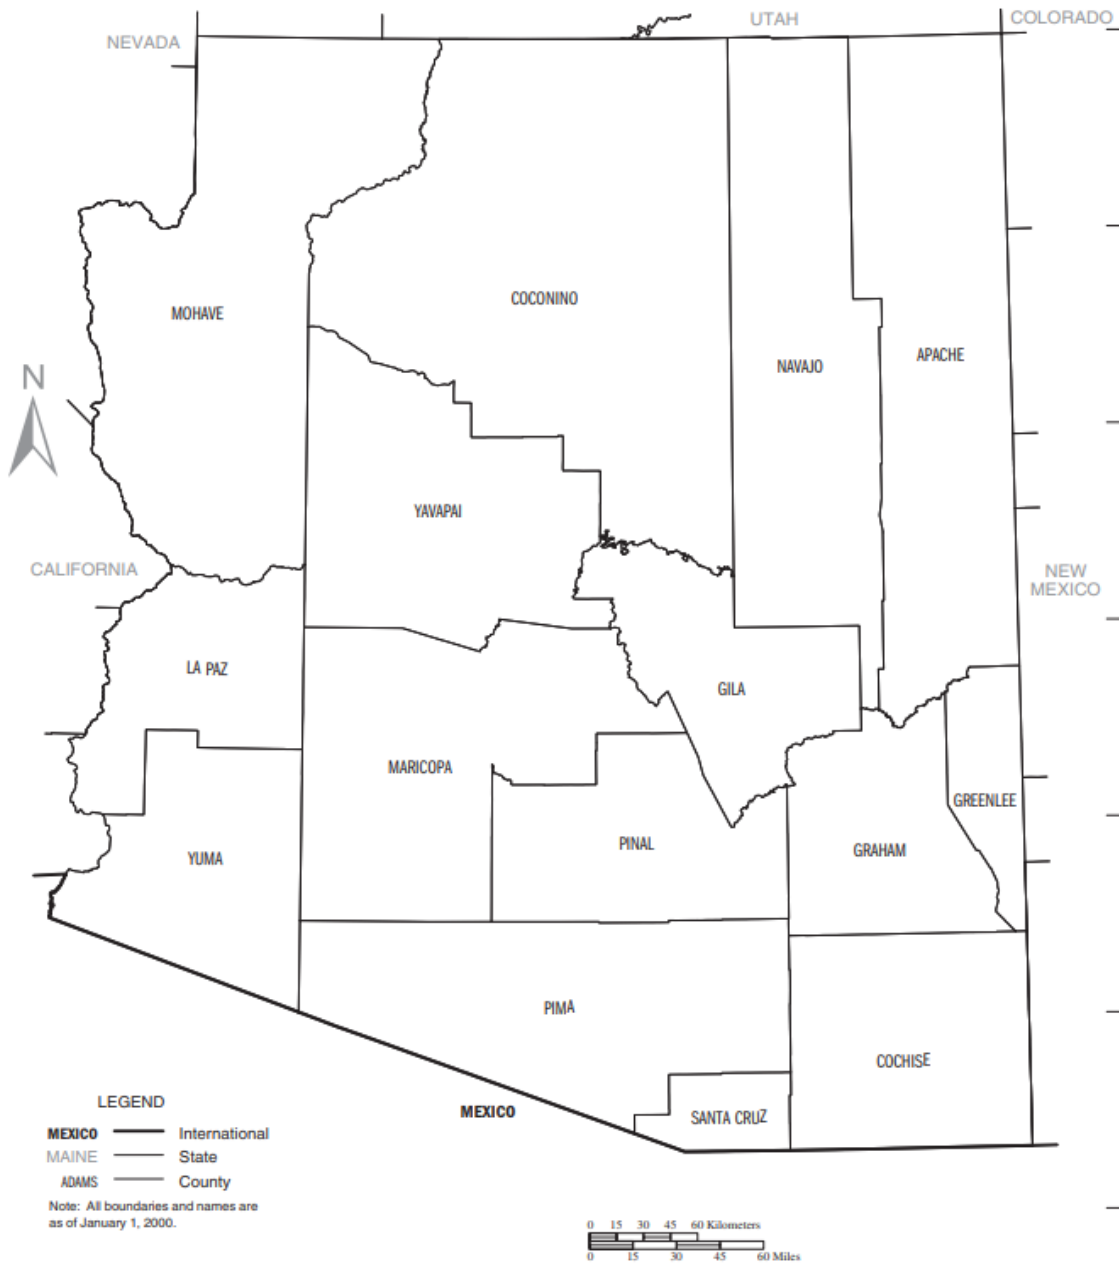 UTAH
COLORADO
NEVADA
MOHAVE
COCONINO
NAVAJO
APACHE
N
YAVAPAI
CALIFORNIA
NEW
MEXICO
LA PAZ
GILA
MARICOPA
GREENLEE
PINAL
GRAHAM
YUMA
PIMA
COCHISE
MEXICO
SANTA CRUZ
LEGEND
MEXICO International
MAINE State
ADAMS County
Note: All boundaries and names are
as of January 1, 2000.
0 15 30 45 60 Kilometers
0 15 30 45 60 Miles